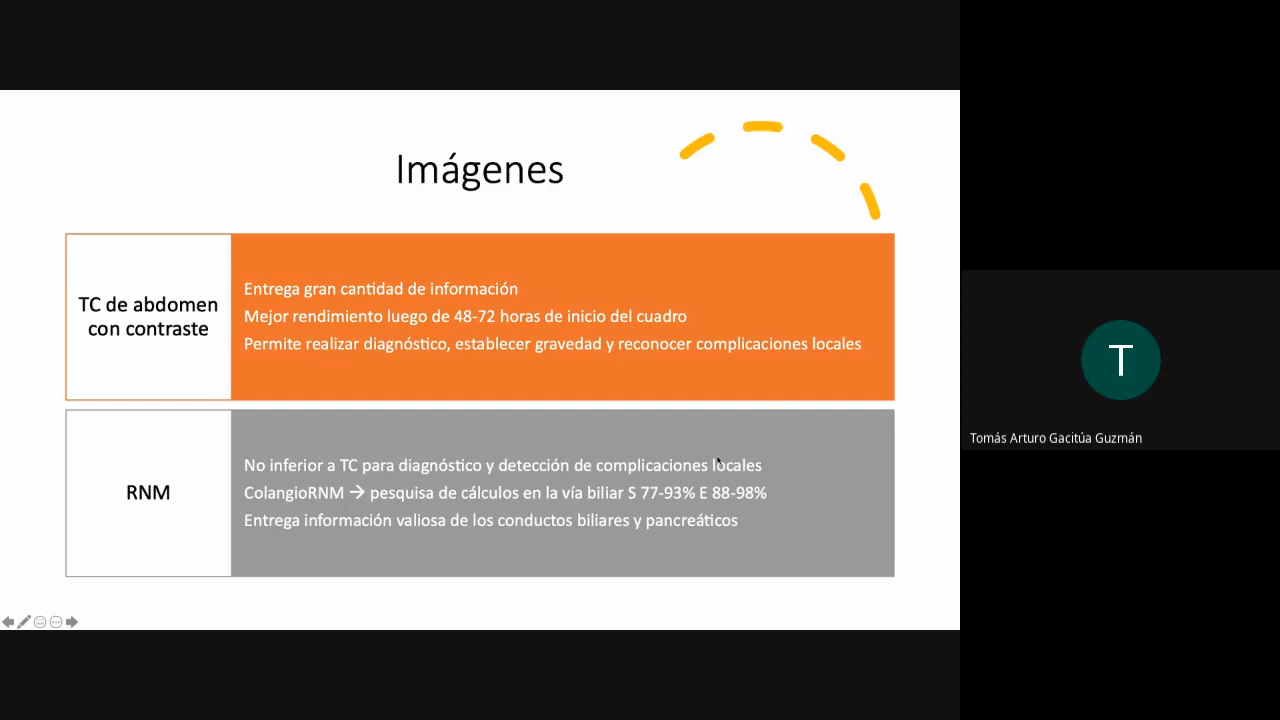 Imágenes
TC de abdomen
con contraste
Entrega gran cantidad de información
Mejor rendimiento luego de 48-72 horas de inicio del cuadro
Permite realizar diagnóstico, establecer gravedad y reconocer complicaciones locales
RNM
No inferior a TC para diagnóstico y detección de complicaciones locales
ColangioRNM → pesquisa de cálculos en la vía biliar S 77-93% E 88-98%
Entrega información valiosa de los conductos biliares y pancreáticos
T
Tomás Arturo Gacitúa Guzmán